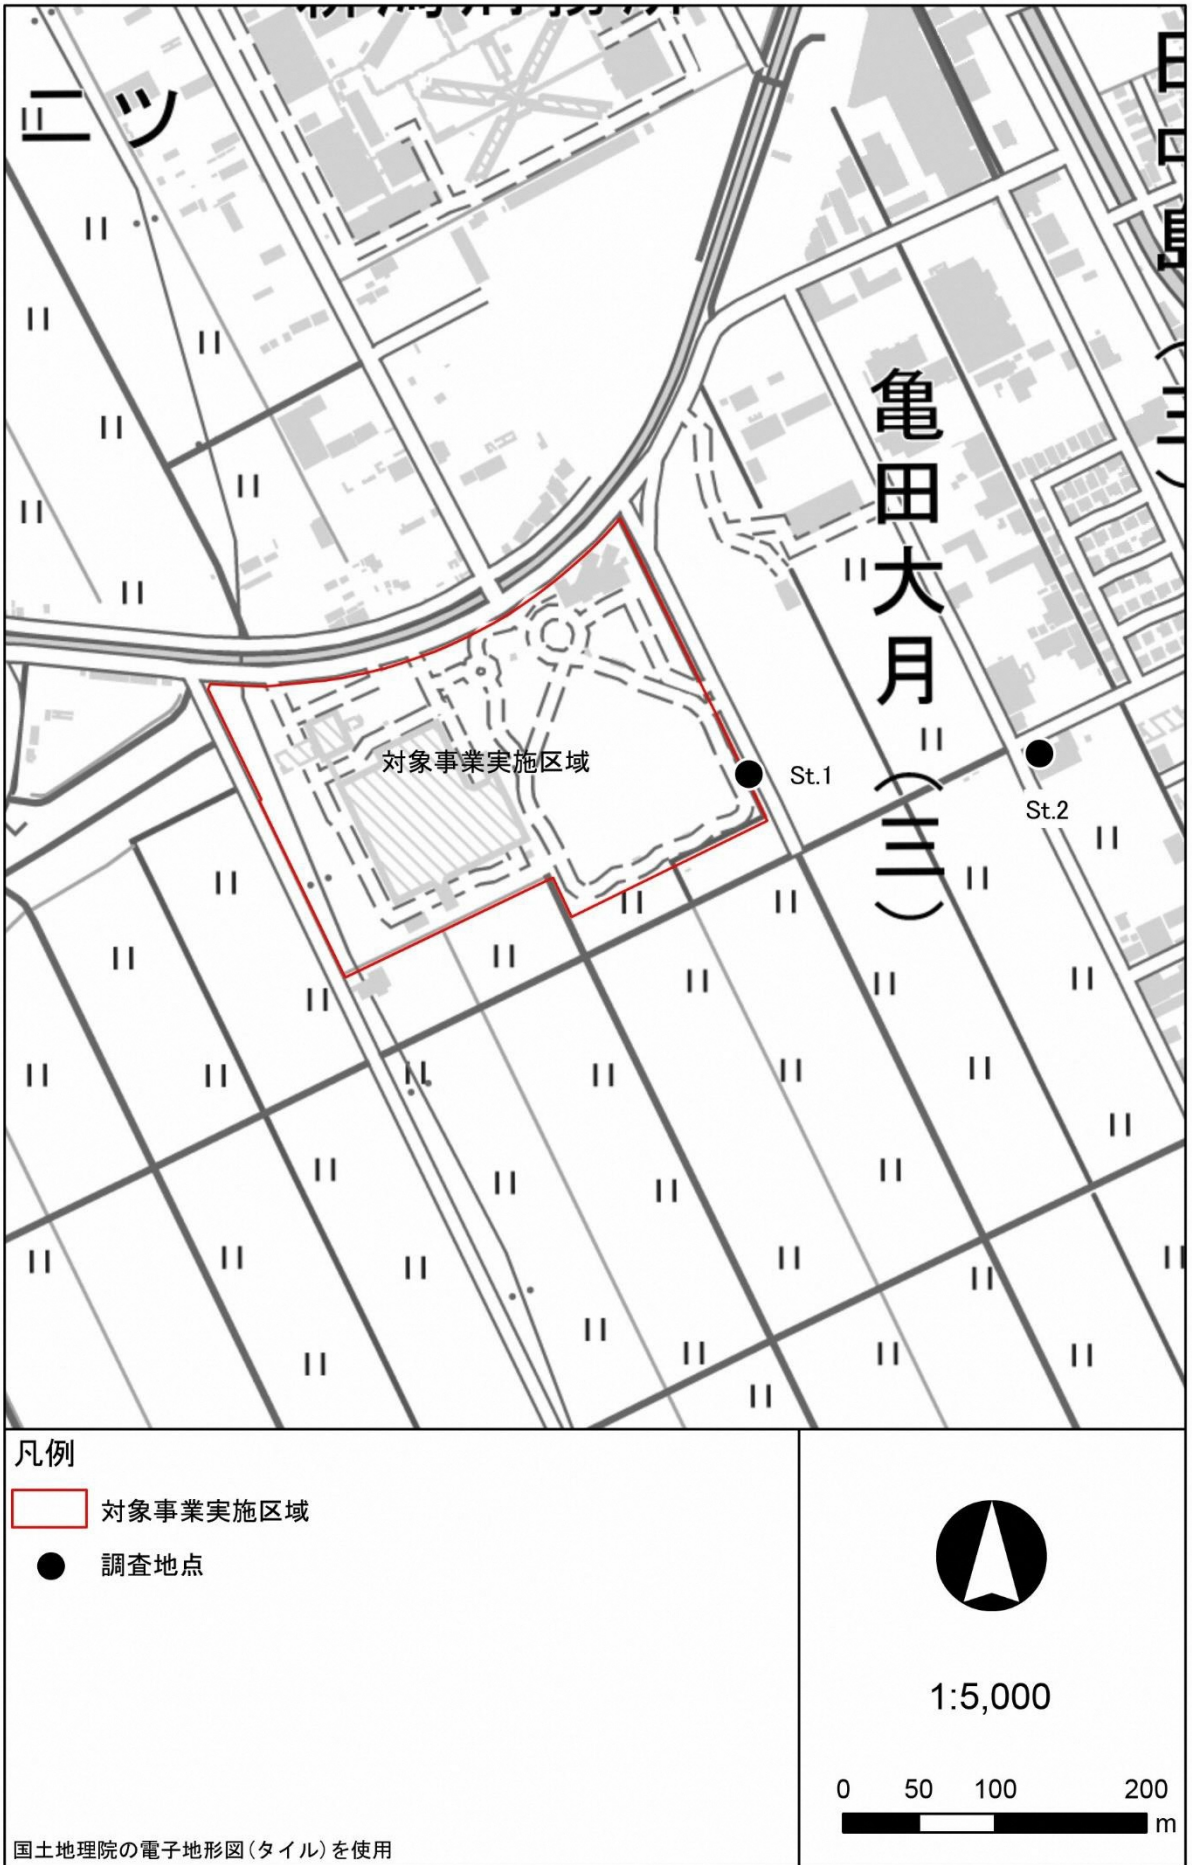 二ツ
亀田大月（三）
対象事業実施区域
St.1
St.2
凡例
対象事業実施区域
調査地点
1:5,000
0 50 100 200
m
国土地理院の電子地形図（タイル）を使用